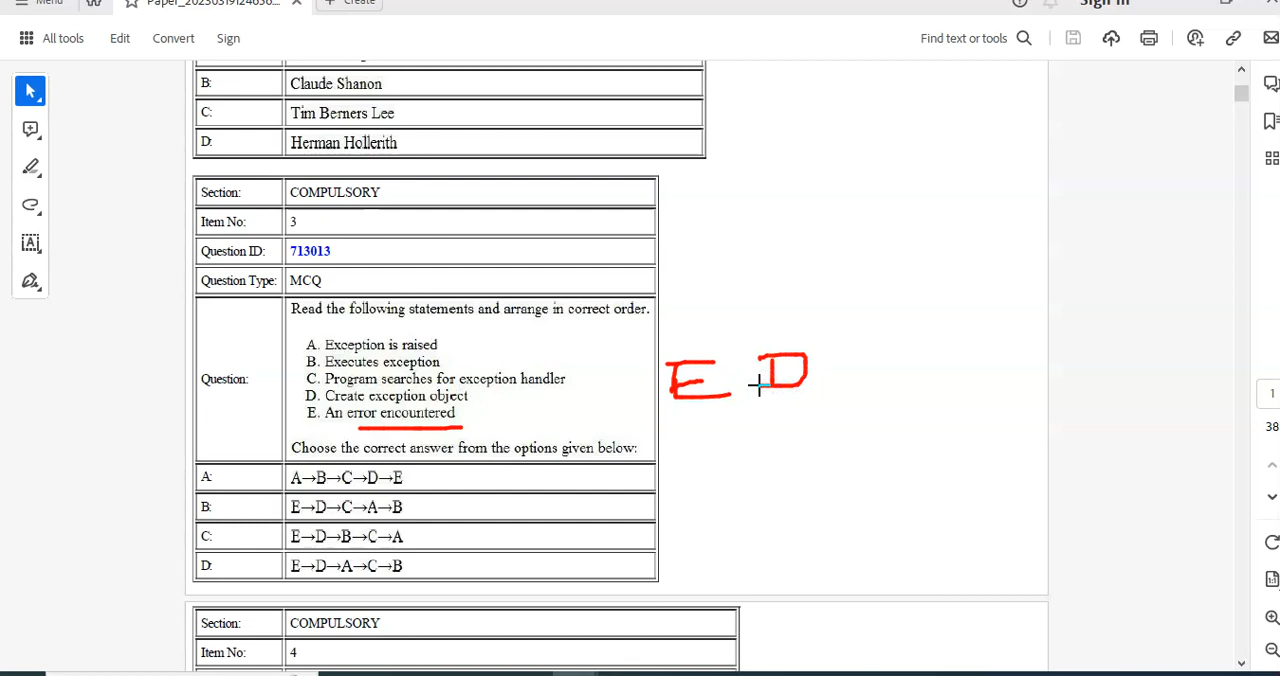 Menu Paper_20230319124656... Create Sign in
All tools Edit Convert Sign Find text or tools
B: Claude Shanon
C: Tim Berners Lee
D: Herman Hollerith
Section: COMPULSORY
Item No: 3
Question ID: 713013
Question Type: MCQ
Question: Read the following statements and arrange in correct order.
A. Exception is raised
B. Executes exception
C. Program searches for exception handler
D. Create exception object
E. An error encountered
Choose the correct answer from the options given below:
E D
A: A→B→C→D→E
B: E→D→C→A→B
C: E→D→B→C→A
D: E→D→A→C→B
Section: COMPULSORY
Item No: 4
1
38